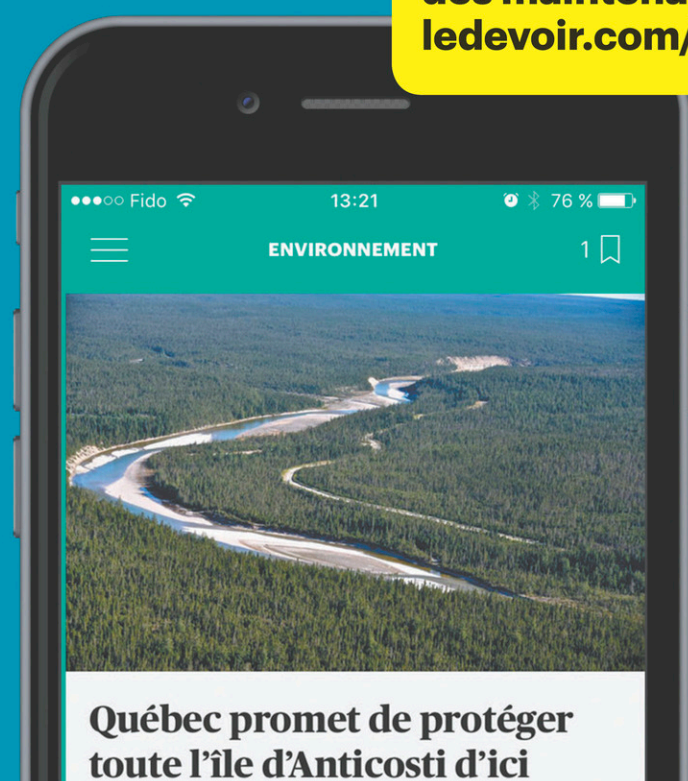 ledevoir.com/
●●●○○ Fido 13:21 76 %
ENVIRONNEMENT 1
Québec promet de protéger
toute l’île d’Anticosti d’ici